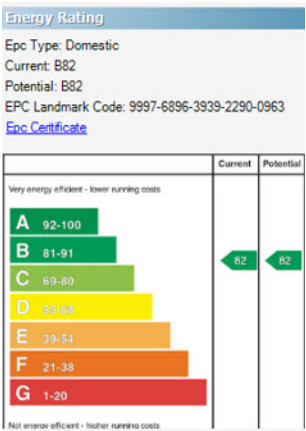 Energy Rating
Epc Type: Domestic
Current: B82
Potential: B82
EPC Landmark Code: 9997-6896-3939-2290-0963
Epc Certificate
Current Potential
Very energy efficient - lower running costs
A 92-100
B 81-91
82 82
C 69-80
D 55-68
E 39-54
F 21-38
G 1-20
Not energy efficient - higher running costs